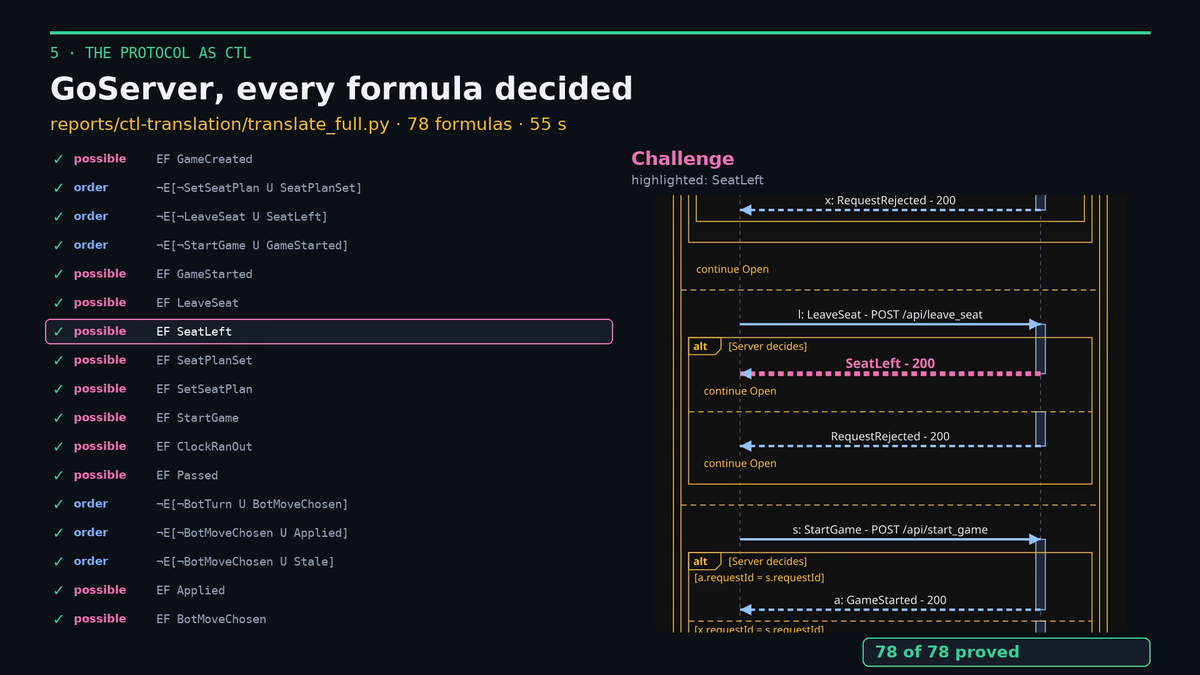 5 · THE PROTOCOL AS CTL
GoServer, every formula decided
reports/ctl-translation/translate_full.py · 78 formulas · 55 s
✓ possible EF GameCreated
✓ order ¬E[¬SetSeatPlan U SeatPlanSet]
✓ order ¬E[¬LeaveSeat U SeatLeft]
✓ order ¬E[¬StartGame U GameStarted]
✓ possible EF GameStarted
✓ possible EF LeaveSeat
✓ possible EF SeatLeft
✓ possible EF SeatPlanSet
✓ possible EF SetSeatPlan
✓ possible EF StartGame
✓ possible EF ClockRanOut
✓ possible EF Passed
✓ order ¬E[¬BotTurn U BotMoveChosen]
✓ order ¬E[¬BotMoveChosen U Applied]
✓ order ¬E[¬BotMoveChosen U Stale]
✓ possible EF Applied
✓ possible EF BotMoveChosen
Challenge
highlighted: SeatLeft
x: RequestRejected - 200
continue Open
l: LeaveSeat - POST /api/leave_seat
alt [Server decides]
SeatLeft - 200
continue Open
RequestRejected - 200
continue Open
s: StartGame - POST /api/start_game
alt [Server decides]
[a.requestId = s.requestId]
a: GameStarted - 200
[x.requestId = s.requestId]
78 of 78 proved